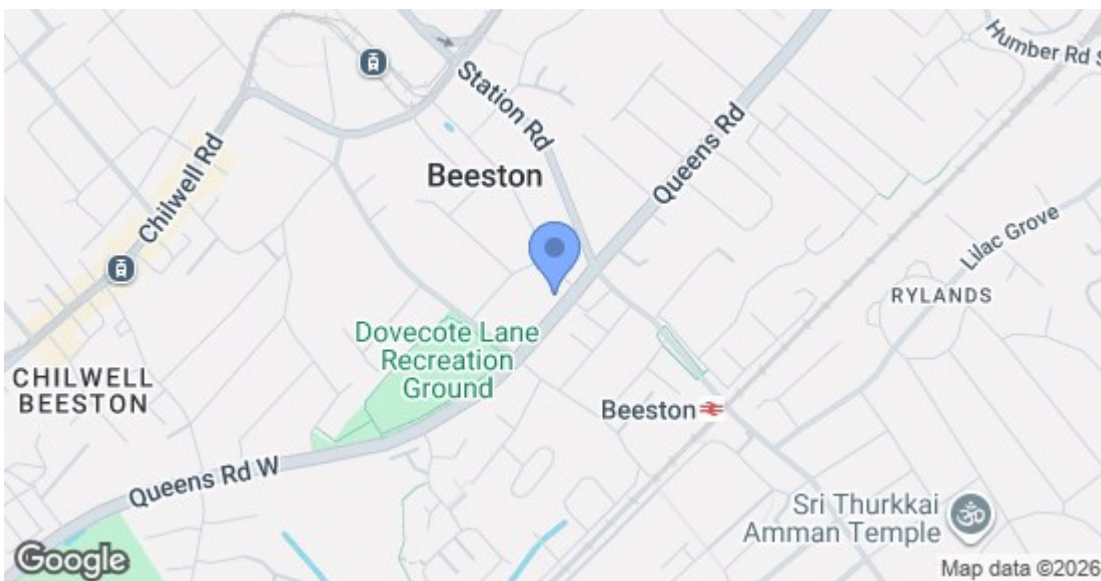 Humber Rd S
Station Rd
Queens Rd
Chilwell Rd
Beeston
Lilac Grove
RYLANDS
Dovecote Lane
Recreation
Ground
CHILWELL
BEESTON
Beeston
Queens Rd W
Sri Thurkkai
Amman Temple
Google
Map data ©2026